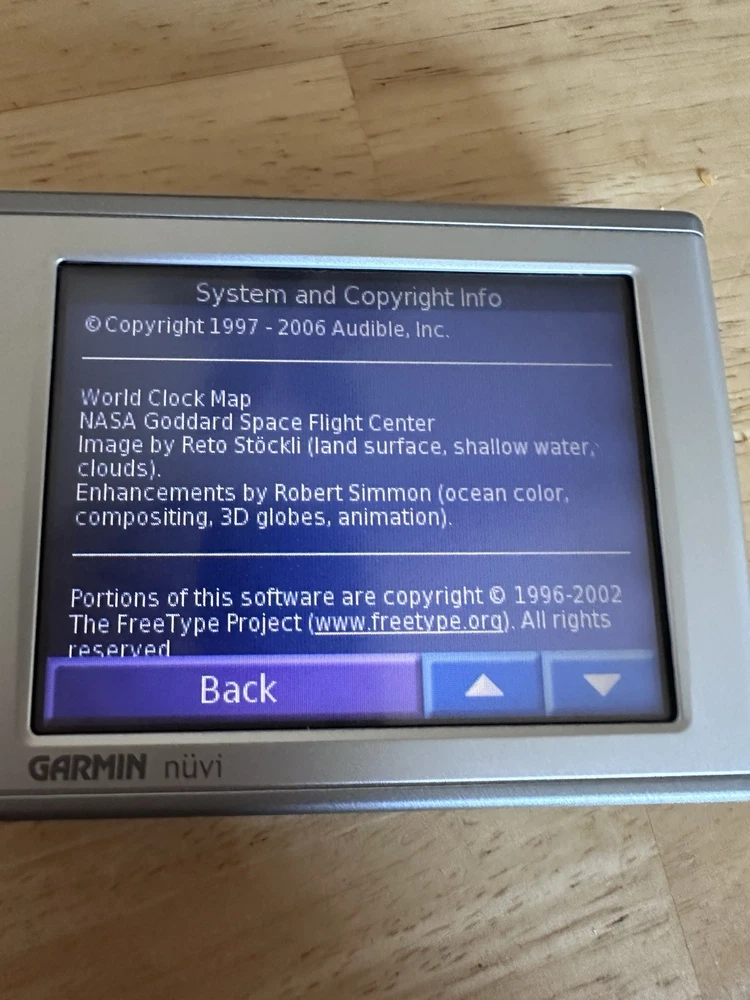 System and Copyright Info
© Copyright 1997 - 2006 Audible, Inc.
World Clock Map
NASA Goddard Space Flight Center
Image by Reto Stöckli (land surface, shallow water,
clouds).
Enhancements by Robert Simmon (ocean color,
compositing, 3D globes, animation).
Portions of this software are copyright © 1996-2002
The FreeType Project (www.freetype.org). All rights
reserved
Back
GARMIN nüvi